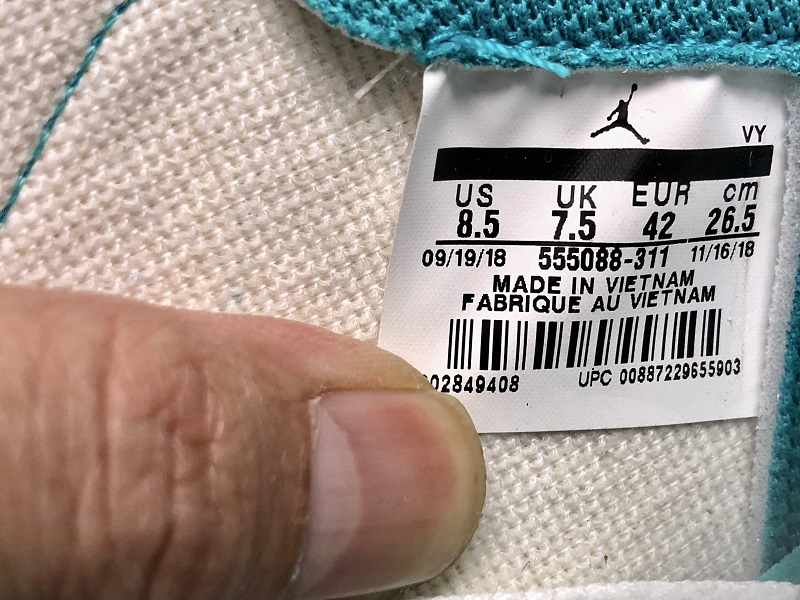 VY
US UK EUR cm
8.5 7.5 42 26.5
09/19/18 555088-311 11/16/18
MADE IN VIETNAM
FABRIQUE AU VIETNAM
02849408 UPC 00887229655903